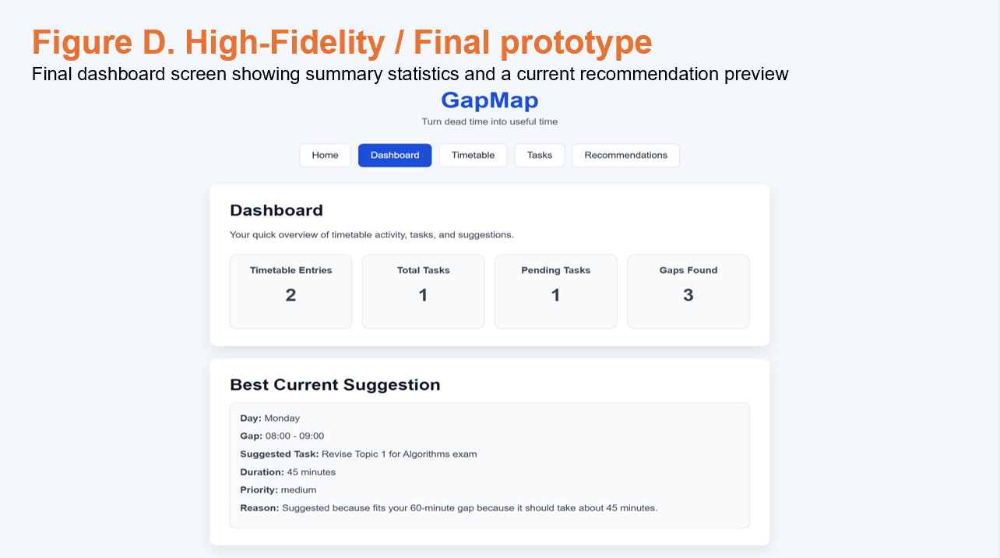 Figure D. High-Fidelity / Final prototype
Final dashboard screen showing summary statistics and a current recommendation preview
GapMap
Turn dead time into useful time
Home Dashboard Timetable Tasks Recommendations
Dashboard
Your quick overview of timetable activity, tasks, and suggestions.
Timetable Entries Total Tasks Pending Tasks Gaps Found
2 1 1 3
Best Current Suggestion
Day: Monday
Gap: 08:00 - 09:00
Suggested Task: Revise Topic 1 for Algorithms exam
Duration: 45 minutes
Priority: medium
Reason: Suggested because fits your 60-minute gap because it should take about 45 minutes.